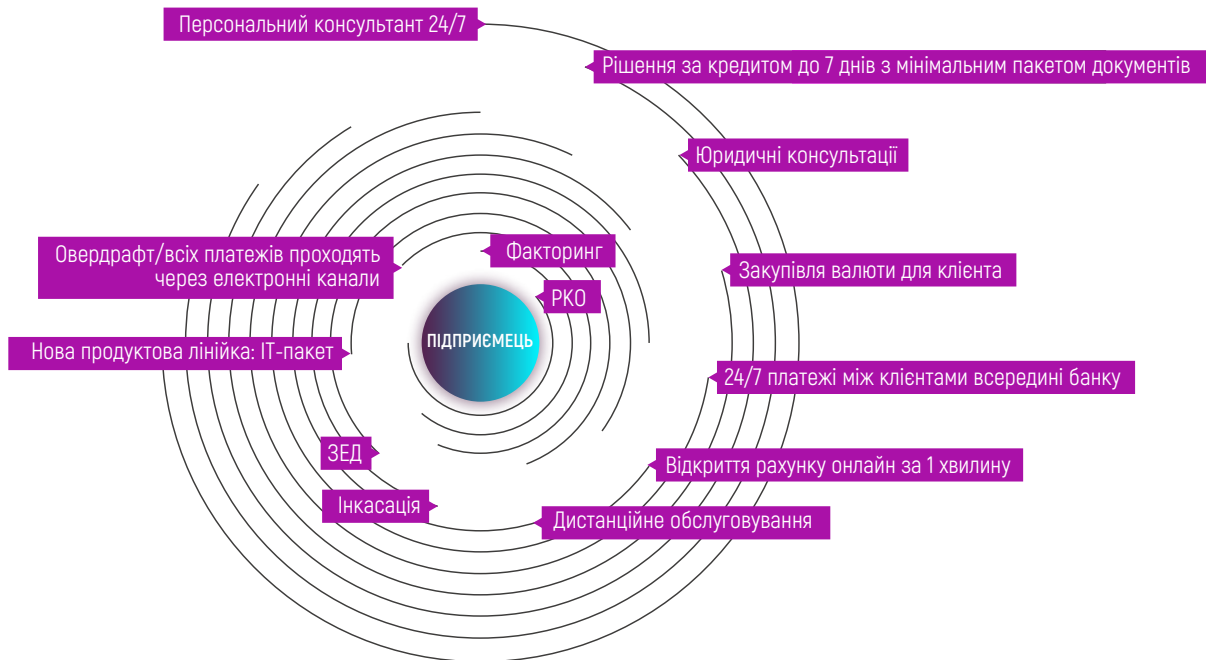 Персональний консультант 24/7
Рішення за кредитом до 7 днів з мінімальним пакетом документів
Юридичні консультації
Овердрафт/всіх платежів проходять
через електронні канали
Факторинг
Закупівля валюти для клієнта
РКО
ПІДПРИЄМЕЦЬ
Нова продуктова лінійка: ІТ-пакет
24/7 платежі між клієнтами всередині банку
ЗЕД
Відкриття рахунку онлайн за 1 хвилину
Інкасація
Дистанційне обслуговування